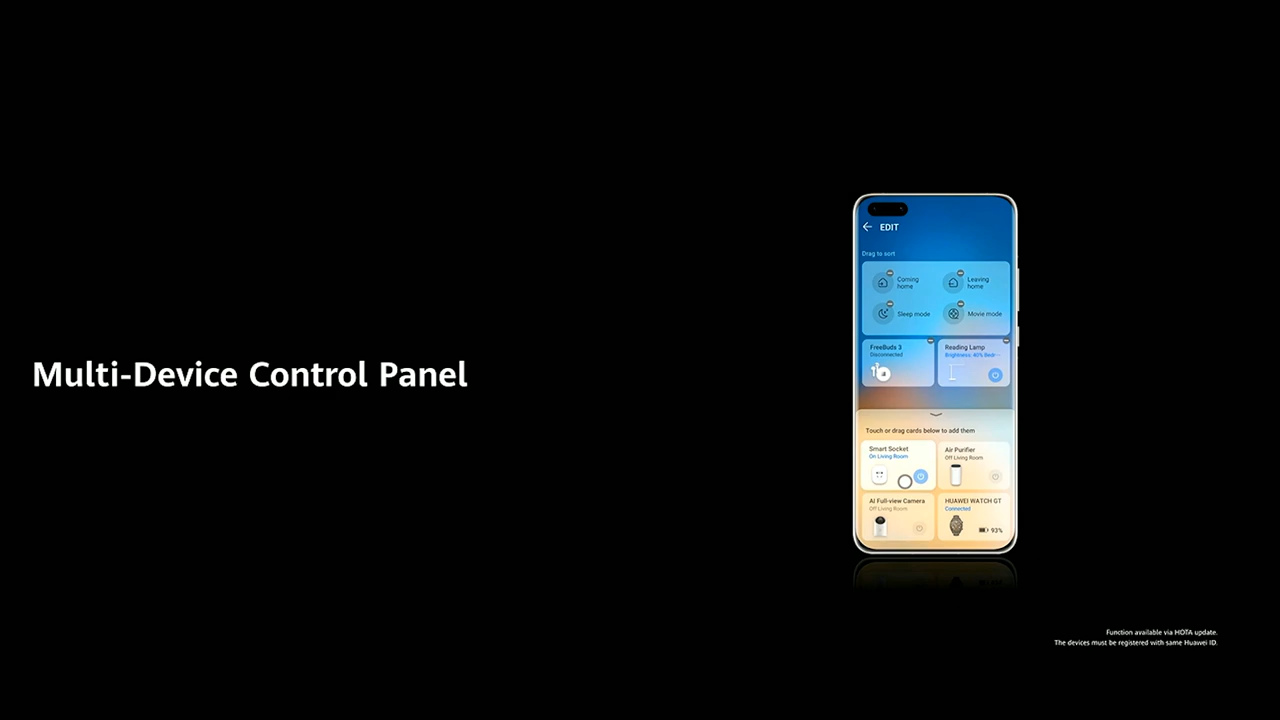 Multi-Device Control Panel
EDIT
Drag to sort
Coming
home
Leaving
home
Sleep mode
Movie mode
FreeBuds 3
Disconnected
Reading Lamp
Brightness: 40% Bedr···
Touch or drag cards below to add them
Smart Socket
On Living Room
Air Purifier
Off Living Room
AI Full-view Camera
Off Living Room
HUAWEI WATCH GT
Connected
93%
Function available via HOTA update.
The devices must be registered with same Huawei ID.